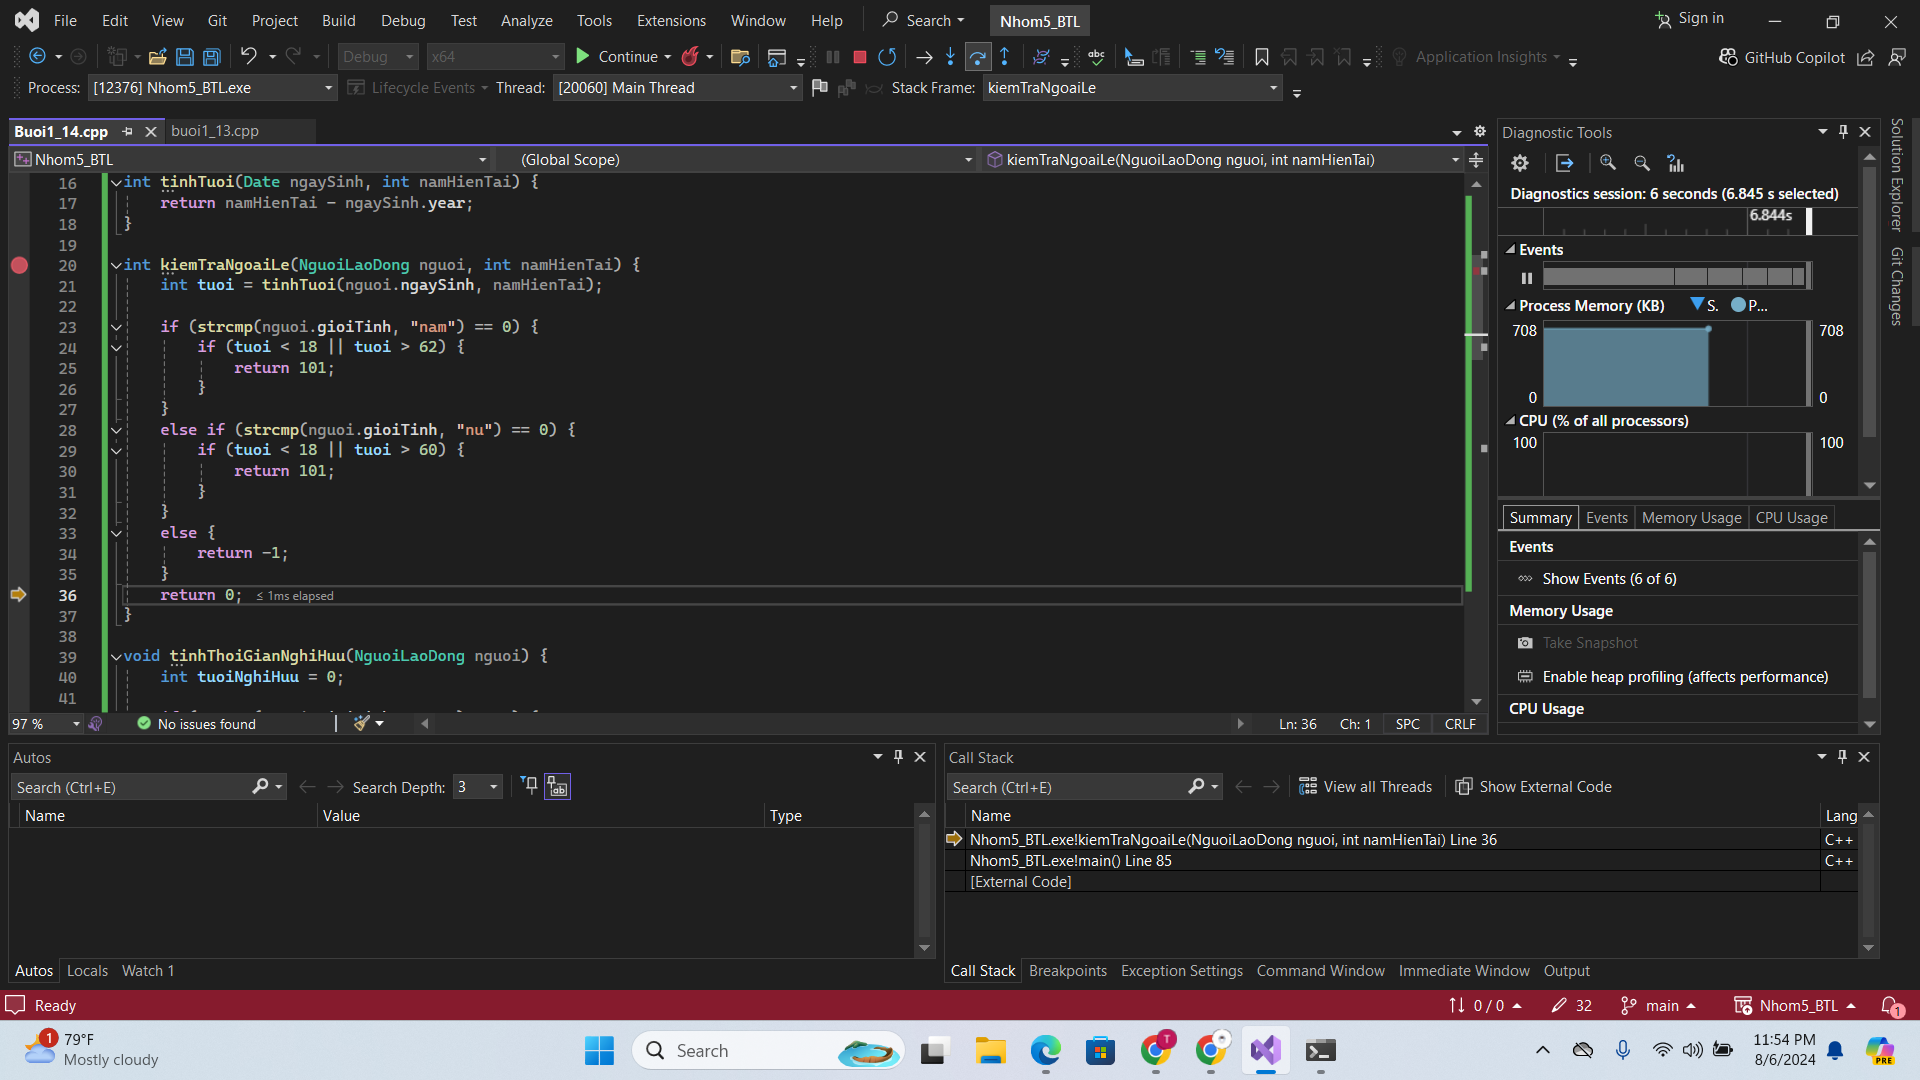 File Edit View Git Project Build Debug Test Analyze Tools Extensions Window Help Search Nhom5_BTL Sign in
Debug x64 Continue abc Application Insights GitHub Copilot
Process: [12376] Nhom5_BTL.exe Lifecycle Events Thread: [20060] Main Thread Stack Frame: kiemTraNgoaiLe
Buoi1_14.cpp buoi1_13.cpp
Nhom5_BTL (Global Scope) kiemTraNgoaiLe(NguoiLaoDong nguoi, int namHienTai)
16 int tinhTuoi(Date ngaySinh, int namHienTai) {
17 return namHienTai - ngaySinh.year;
18 }
19
20 int kiemTraNgoaiLe(NguoiLaoDong nguoi, int namHienTai) {
21 int tuoi = tinhTuoi(nguoi.ngaySinh, namHienTai);
22
23 if (strcmp(nguoi.gioiTinh, "nam") == 0) {
24 if (tuoi < 18 || tuoi > 62) {
25 return 101;
26 }
27 }
28 else if (strcmp(nguoi.gioiTinh, "nu") == 0) {
29 if (tuoi < 18 || tuoi > 60) {
30 return 101;
31 }
32 }
33 else {
34 return -1;
35 }
36 return 0; ≤ 1ms elapsed
37 }
38
39 void tinhThoiGianNghiHuu(NguoiLaoDong nguoi) {
40 int tuoiNghiHuu = 0;
41
97 % No issues found Ln: 36 Ch: 1 SPC CRLF
Diagnostic Tools
Diagnostics session: 6 seconds (6.845 s selected)
6.844s
Events
Process Memory (KB) S. P...
708 708
0 0
CPU (% of all processors)
100 100
Summary Events Memory Usage CPU Usage
Events
Show Events (6 of 6)
Memory Usage
Take Snapshot
Enable heap profiling (affects performance)
CPU Usage
Solution Explorer
Git Changes
Autos
Search (Ctrl+E) Search Depth: 3
Name Value Type
Autos Locals Watch 1
Call Stack
Search (Ctrl+E) View all Threads Show External Code
Name Lang
Nhom5_BTL.exe!kiemTraNgoaiLe(NguoiLaoDong nguoi, int namHienTai) Line 36 C++
Nhom5_BTL.exe!main() Line 85 C++
[External Code]
Call Stack Breakpoints Exception Settings Command Window Immediate Window Output
Ready 0 / 0 32 main Nhom5_BTL 1
1 79°F
Mostly cloudy
Search
T
11:54 PM
8/6/2024
PRE